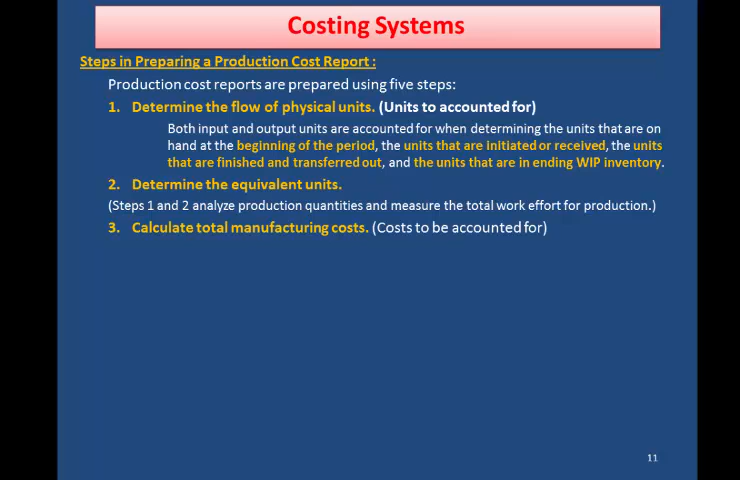 Costing Systems
Steps in Preparing a Production Cost Report :
Production cost reports are prepared using five steps:
1. Determine the flow of physical units. (Units to accounted for)
Both input and output units are accounted for when determining the units that are on
hand at the beginning of the period, the units that are initiated or received, the units
that are finished and transferred out, and the units that are in ending WIP inventory.
2. Determine the equivalent units.
(Steps 1 and 2 analyze production quantities and measure the total work effort for production.)
3. Calculate total manufacturing costs. (Costs to be accounted for)
11